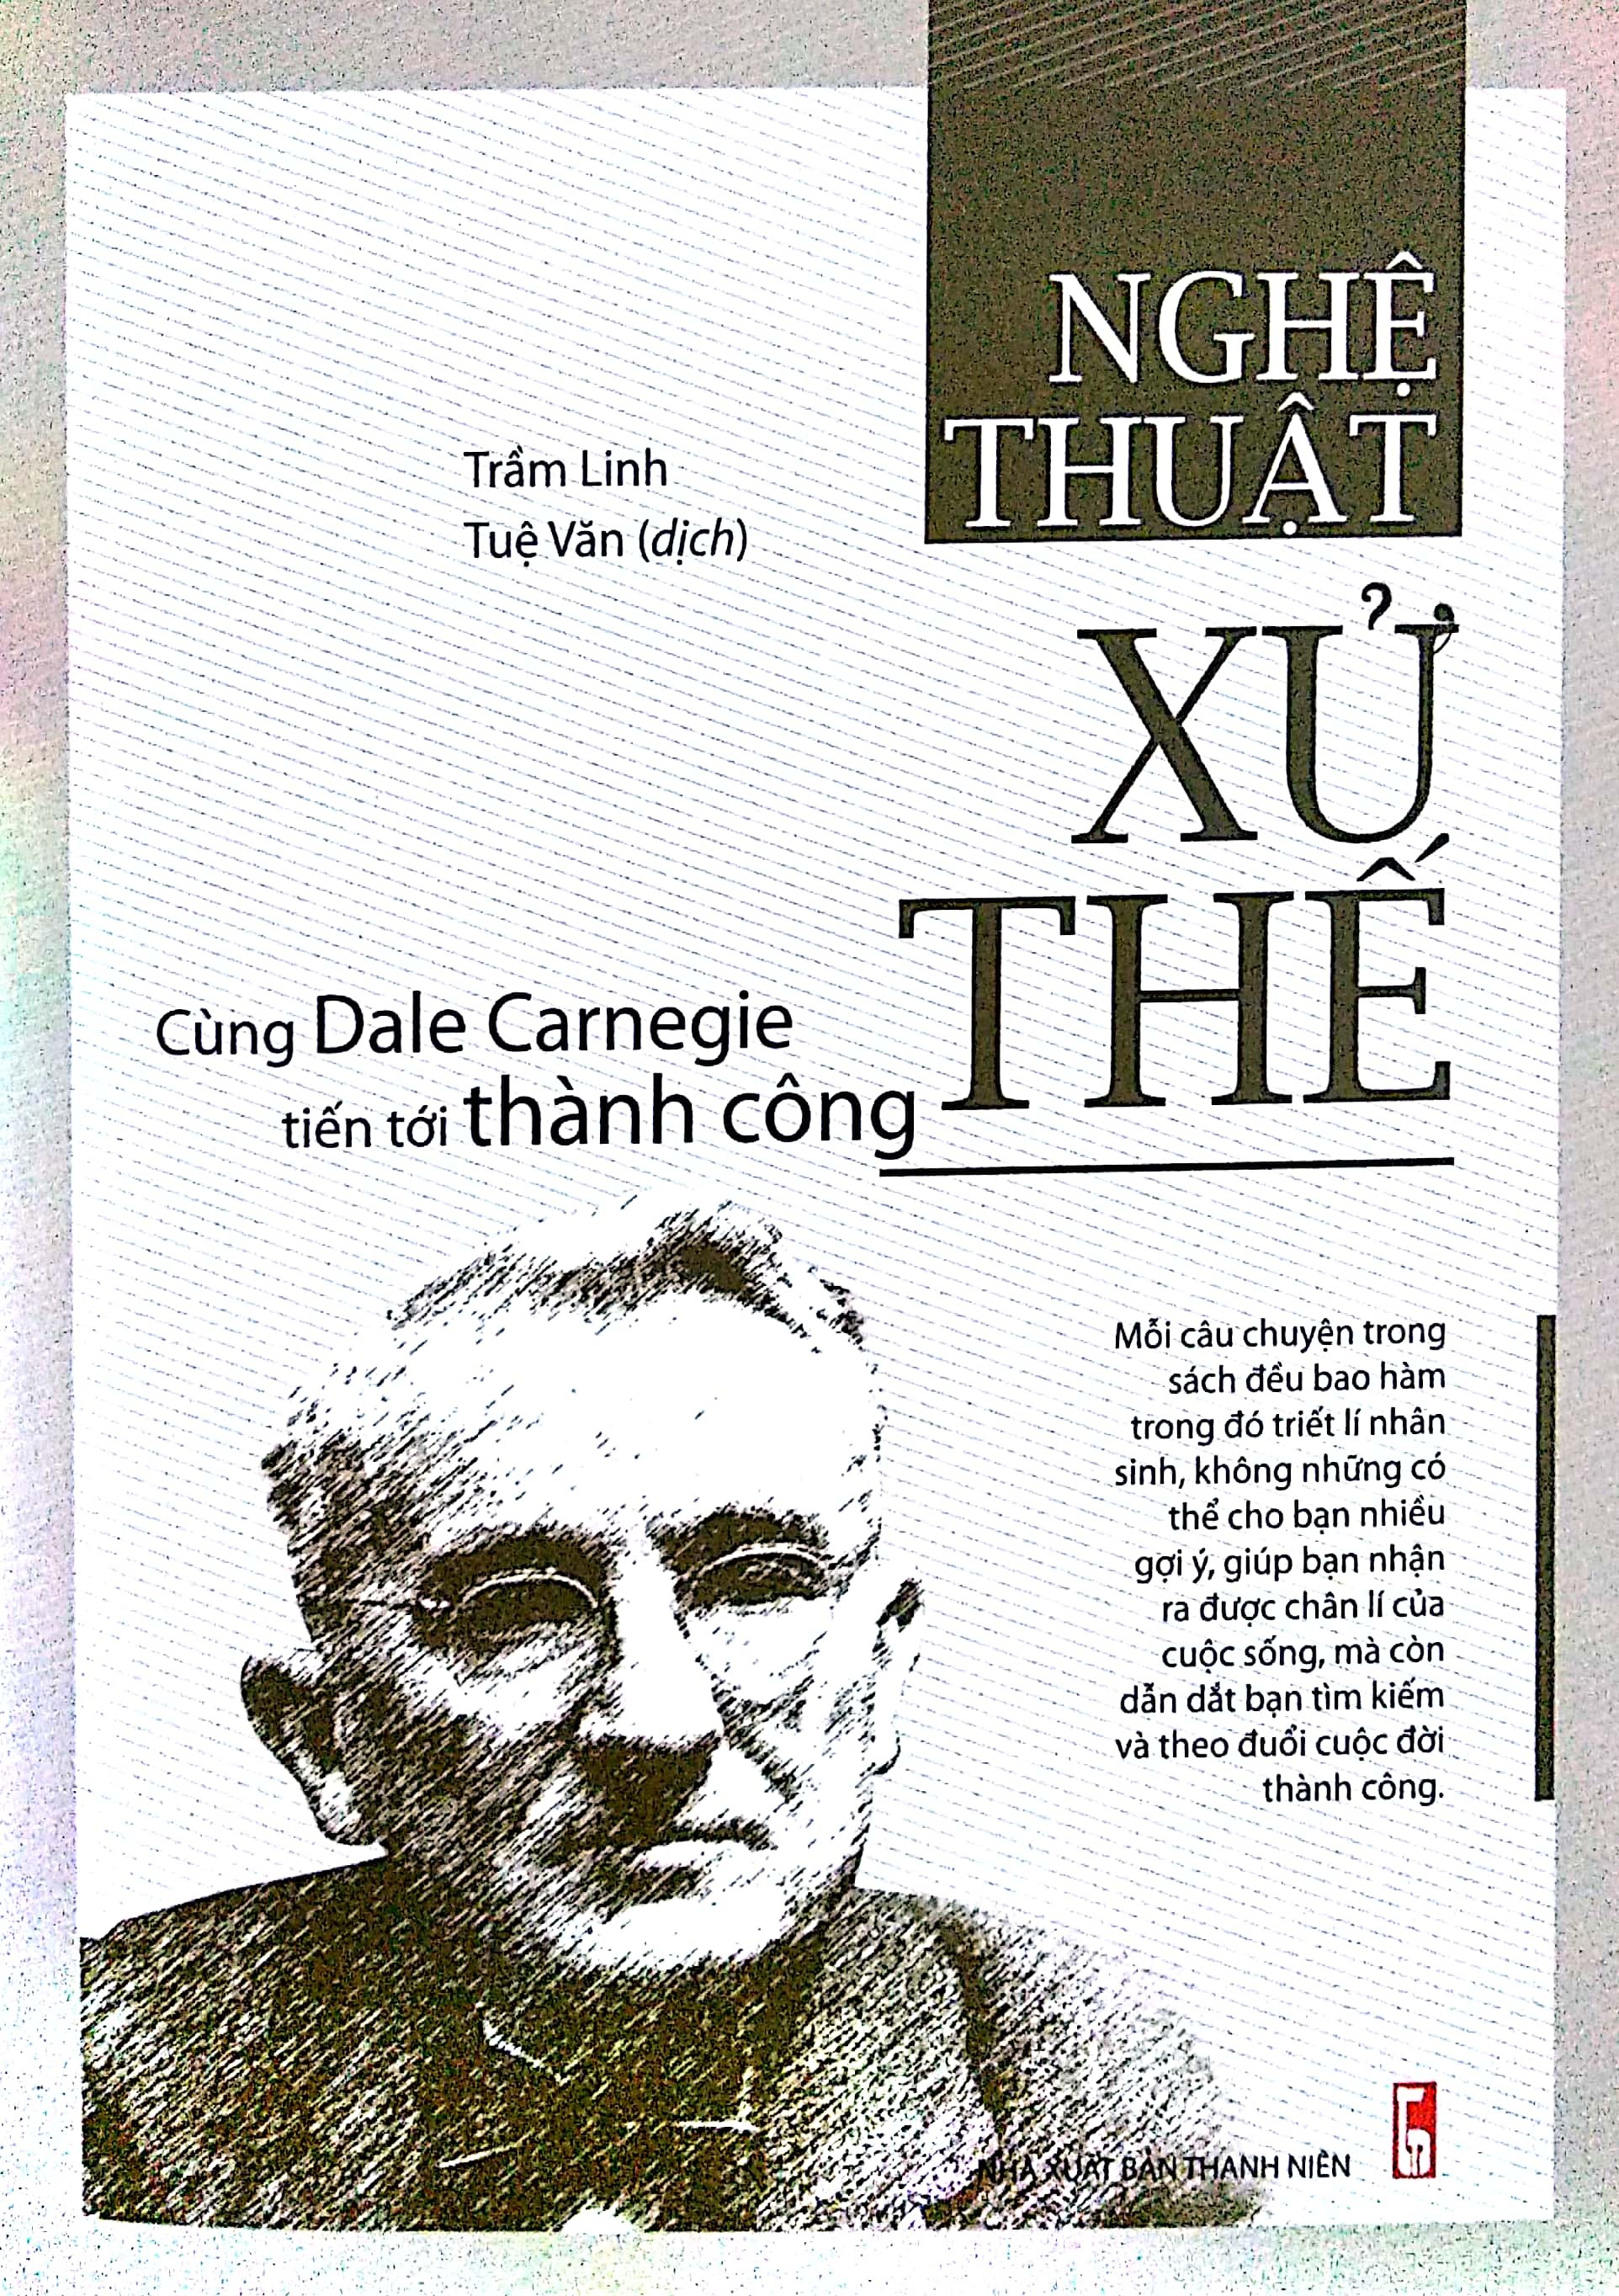 NGHỆ
THUẬT
XỬ
THẾ
Trầm Linh
Tuệ Văn (dịch)
Cùng Dale Carnegie
tiến tới thành công
Mỗi câu chuyện trong
sách đều bao hàm
trong đó triết lí nhân
sinh, không những có
thể cho bạn nhiều
gợi ý, giúp bạn nhận
ra được chân lí của
cuộc sống, mà còn
dẫn dắt bạn tìm kiếm
và theo đuổi cuộc đời
thành công.
NHÀ XUẤT BẢN THANH NIÊN